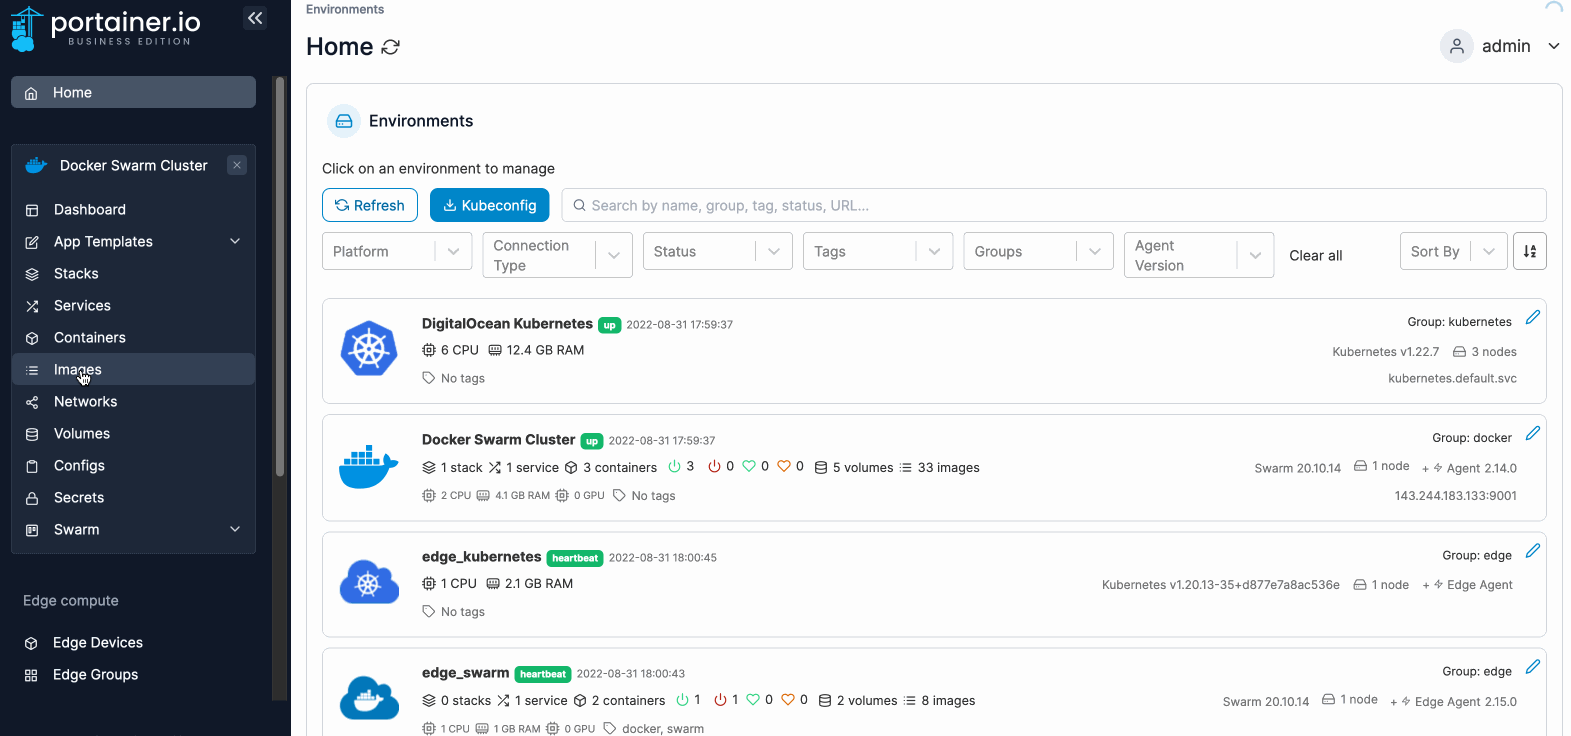 portainer.io
BUSINESS EDITION
Home
Docker Swarm Cluster
Dashboard
App Templates
Stacks
Services
Containers
Images
Networks
Volumes
Configs
Secrets
Swarm
Edge compute
Edge Devices
Edge Groups
Environments
Home
admin
Environments
Click on an environment to manage
Refresh Kubeconfig Search by name, group, tag, status, URL...
Platform Connection Type Status Tags Groups Agent Version Clear all Sort By
DigitalOcean Kubernetes up 2022-08-31 17:59:37 Group: kubernetes
6 CPU 12.4 GB RAM Kubernetes v1.22.7 3 nodes
No tags kubernetes.default.svc
Docker Swarm Cluster up 2022-08-31 17:59:37 Group: docker
1 stack 1 service 3 containers 3 0 0 0 5 volumes 33 images Swarm 20.10.14 1 node + Agent 2.14.0
2 CPU 4.1 GB RAM 0 GPU No tags 143.244.183.133:9001
edge_kubernetes heartbeat 2022-08-31 18:00:45 Group: edge
1 CPU 2.1 GB RAM Kubernetes v1.20.13-35+d877e7a8ac536e 1 node + Edge Agent
No tags
edge_swarm heartbeat 2022-08-31 18:00:43 Group: edge
0 stacks 1 service 2 containers 1 1 0 0 2 volumes 8 images Swarm 20.10.14 1 node + Edge Agent 2.15.0
1 CPU 1 GB RAM 0 GPU docker, swarm